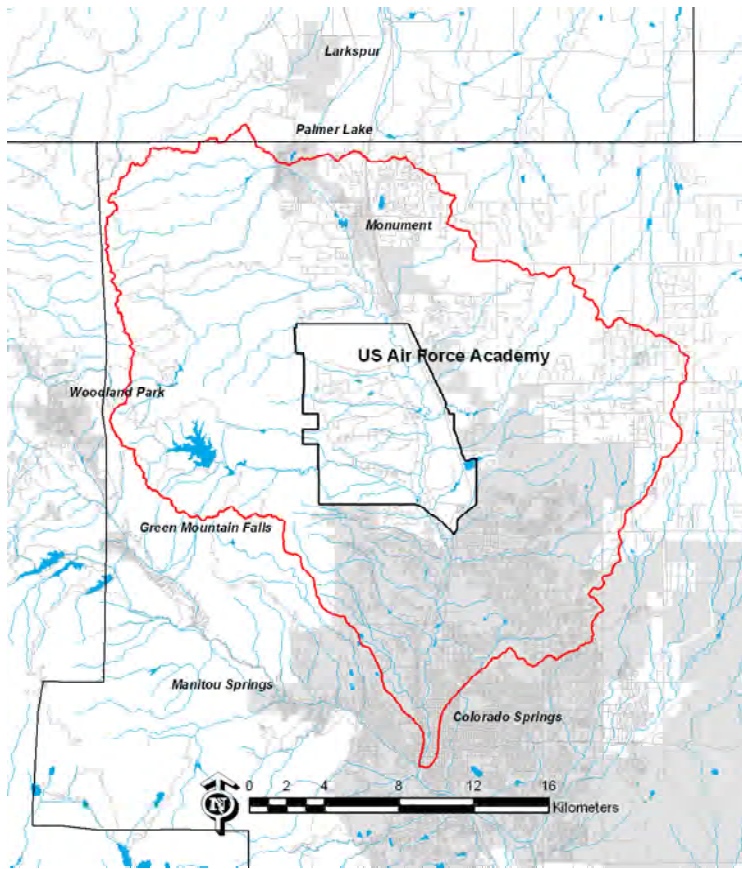 Larkspur
Palmer Lake
Monument
US Air Force Academy
Woodland Park
Green Mountain Falls
Manitou Springs
Colorado Springs
N
0 2 4 8 12 16
Kilometers